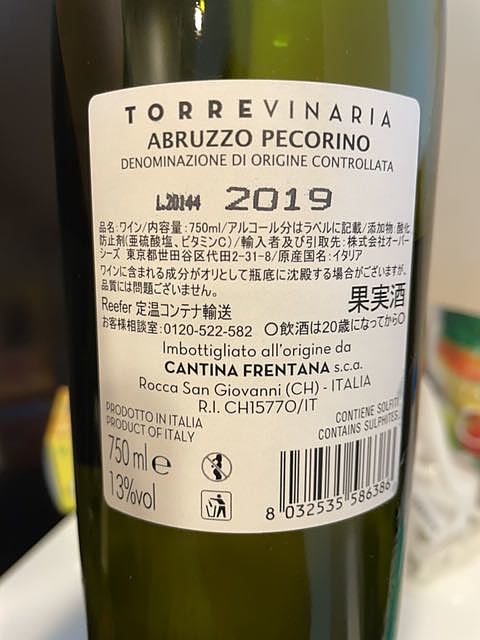 TORREVINARIA
ABRUZZO PECORINO
DENOMINAZIONE DI ORIGINE CONTROLLATA
L.20144 2019
品名:ワイン/内容量:750ml/アルコール分はラベルに記載/添加物:酸化
防止剤(亜硫酸塩、ビタミンC)/輸入者及び引取先:株式会社オーバー
シーズ 東京都世田谷区代田2-31-8/原産国名:イタリア
ワインに含まれる成分がオリとして瓶底に沈殿する場合がございますが、
品質には問題ございません。
果実酒
Reefer 定温コンテナ輸送
お客様相談室:0120-522-582 〇飲酒は20歳になってから〇
Imbottigliato all'origine da
CANTINA FRENTANA s.c.a.
Rocca San Giovanni (CH) - ITALIA
R.I. CH15770/IT
PRODOTTO IN ITALIA
PRODUCT OF ITALY
CONTIENE SOLFITI
CONTAINS SULPHITES
750 ml e
13%vol
8 032535 586386